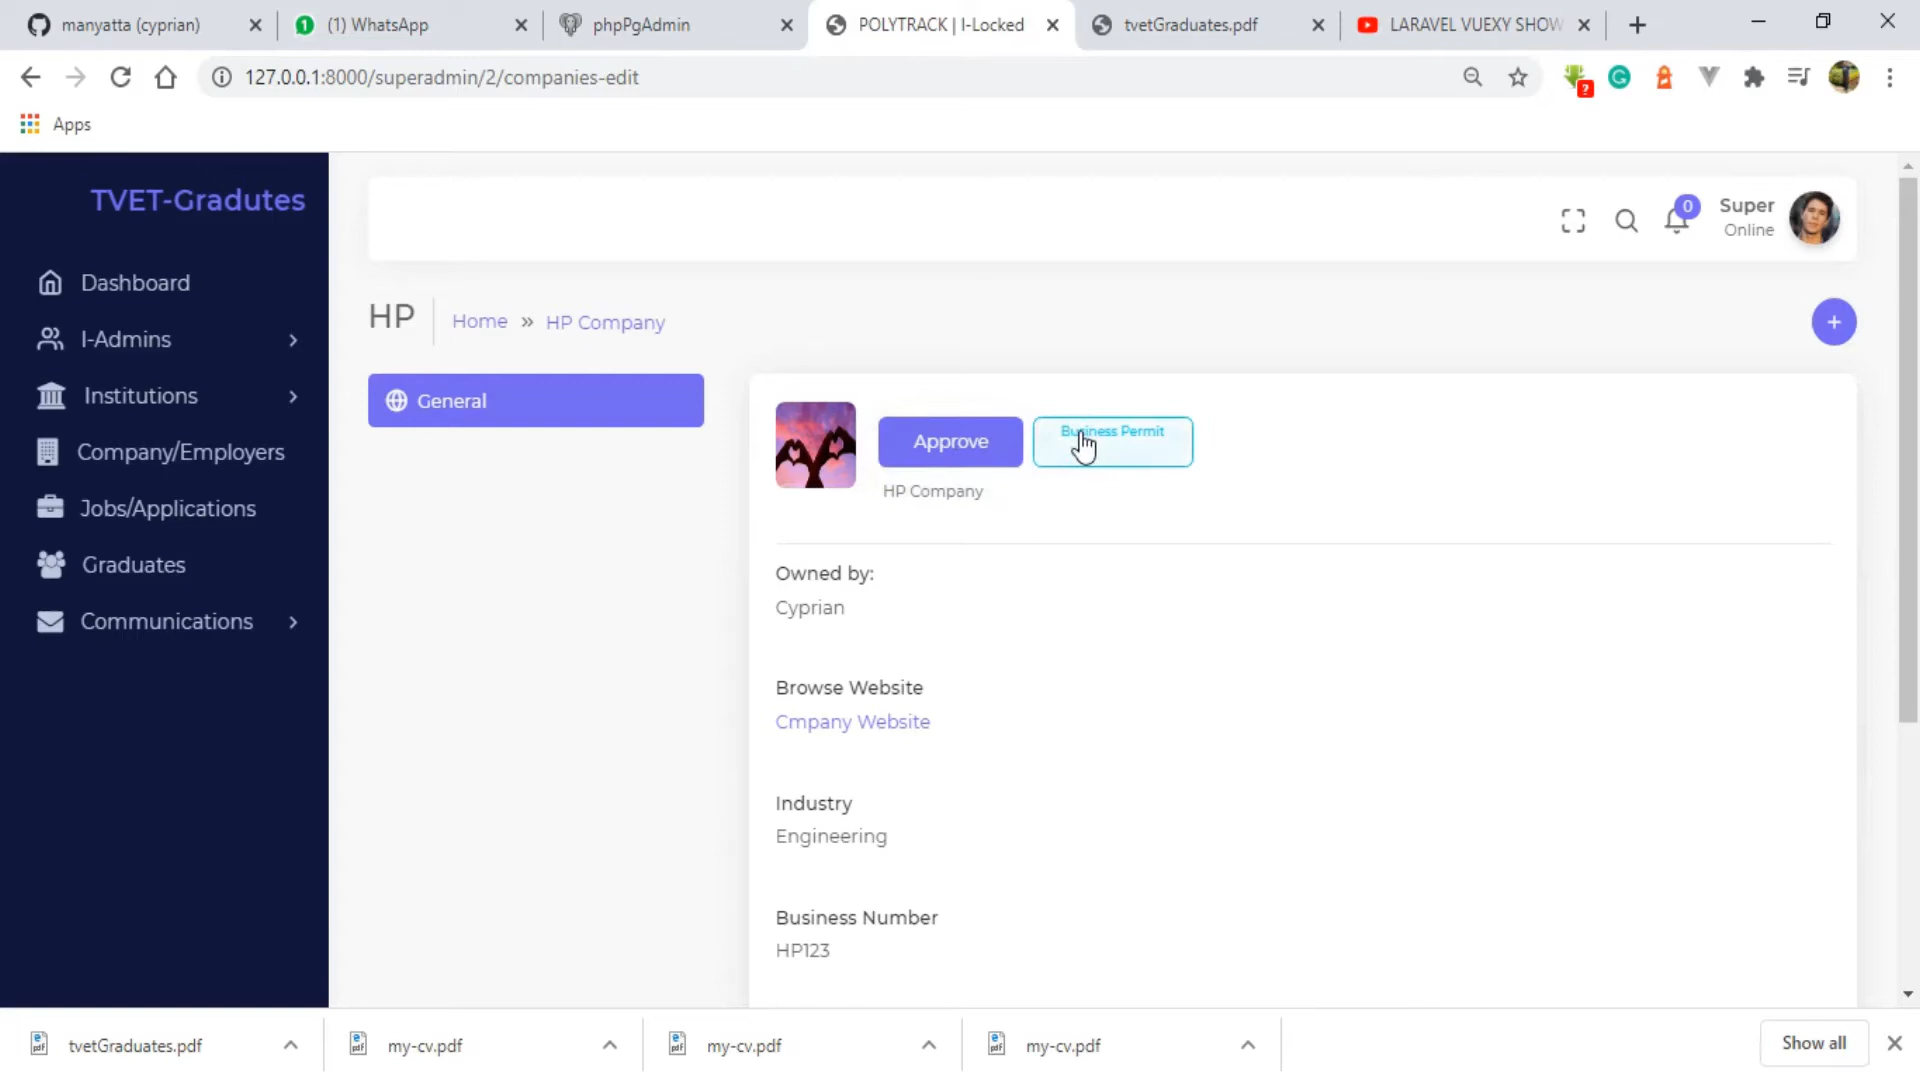 manyatta (cyprian)
1
(1) WhatsApp
phpPgAdmin
POLYTRACK | I-Locked
tvetGraduates.pdf
LARAVEL VUEXY SHOW
127.0.0.1:8000/superadmin/2/companies-edit
?
Apps
TVET-Gradutes
Dashboard
I-Admins
Institutions
Company/Employers
Jobs/Applications
Graduates
Communications
0
Super
Online
HP
Home » HP Company
General
Approve
Business Permit
HP Company
Owned by:
Cyprian
Browse Website
Cmpany Website
Industry
Engineering
Business Number
HP123
tvetGraduates.pdf
my-cv.pdf
my-cv.pdf
my-cv.pdf
Show all